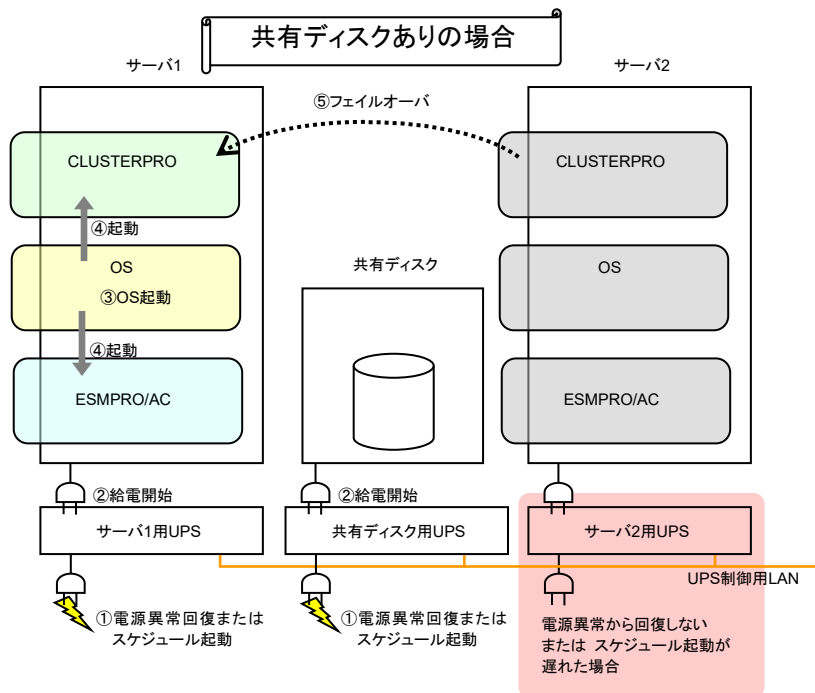 共有ディスクありの場合
サーバ1
サーバ2
⑤フェイルオーバ
CLUSTERPRO
CLUSTERPRO
④起動
OS
③OS起動
共有ディスク
OS
④起動
ESMPRO/AC
ESMPRO/AC
②給電開始
②給電開始
サーバ1用UPS
共有ディスク用UPS
サーバ2用UPS
UPS制御用LAN
①電源異常回復または
スケジュール起動
①電源異常回復または
スケジュール起動
電源異常から回復しない
または スケジュール起動が
遅れた場合